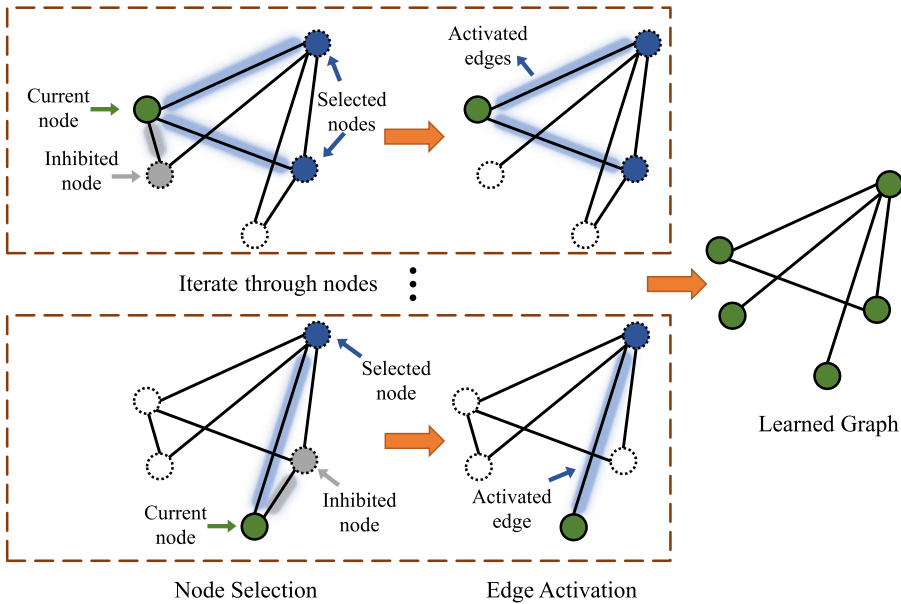 Current
node
Inhibited
node
Selected
nodes
Activated
edges
Iterate through nodes
Selected
node
Inhibited
node
Current
node
Activated
edge
Learned Graph
Node Selection
Edge Activation